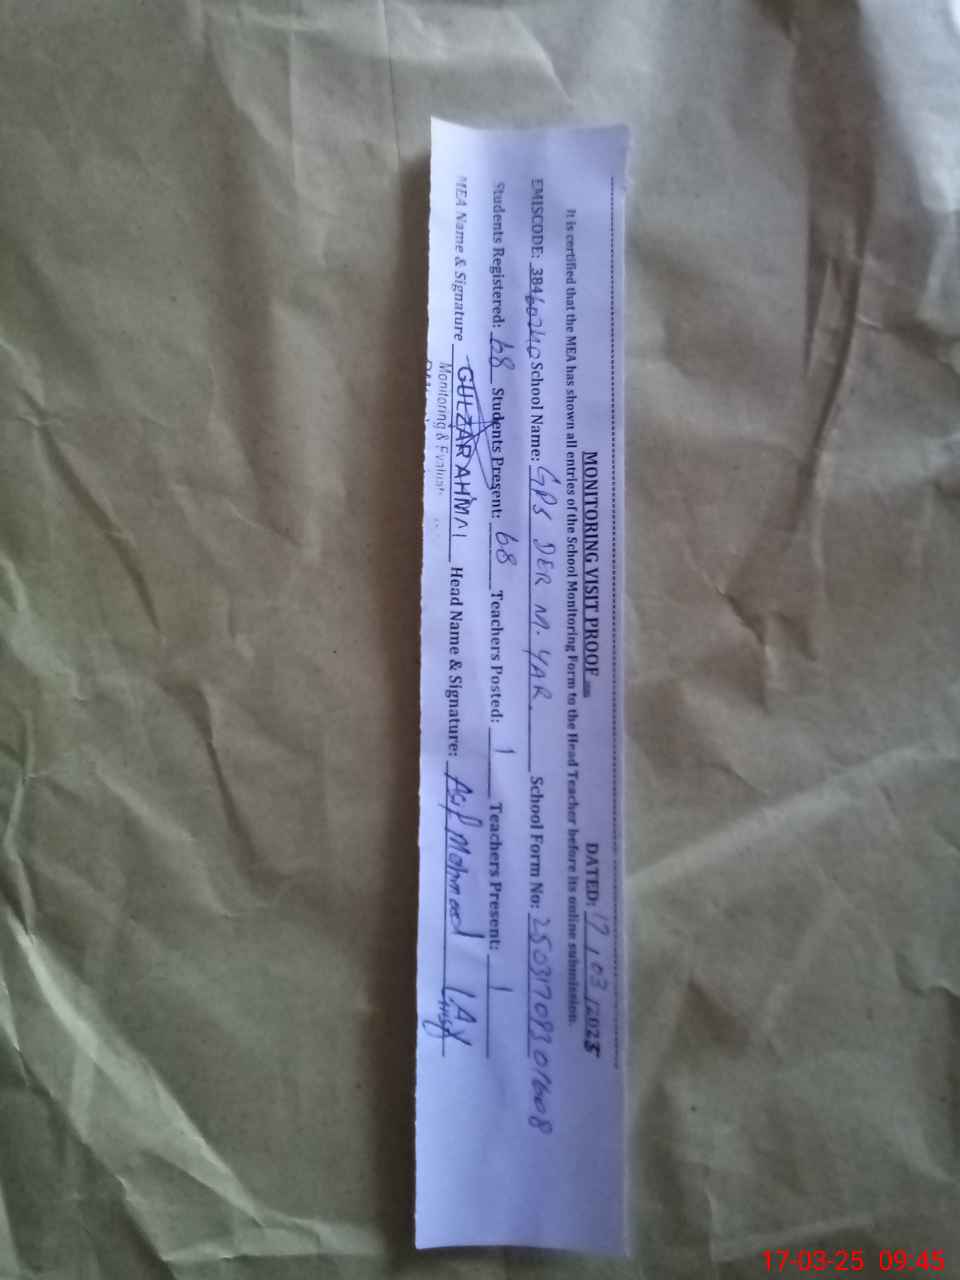 MONITORING VISIT PROOF DATED: 17/03/2025
It is certified that the MEA has shown all entries of the School Monitoring Form to the Head Teacher before its online submission.
EMISCODE: 38460240 School Name: GPS DER M. YAR. School Form No:
Students Registered: 68 Students Present: 68 Teachers Posted: 1 Teachers Present: 1
MEA Name & Signature GULZAR AHMAD Head Name & Signature: Asif Mahmood
Monitoring &
17-03-25 09:45